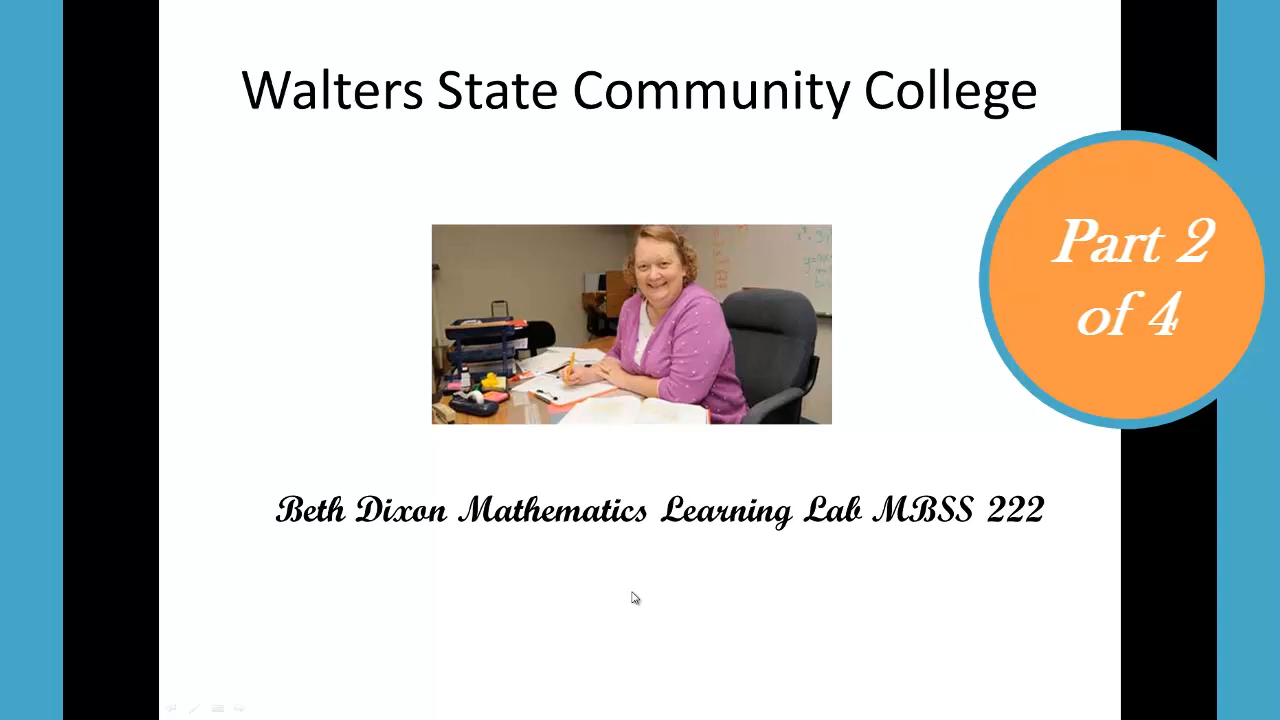 Walters State Community College
Part 2
of 4
Beth Dixon Mathematics Learning Lab MBSS 222